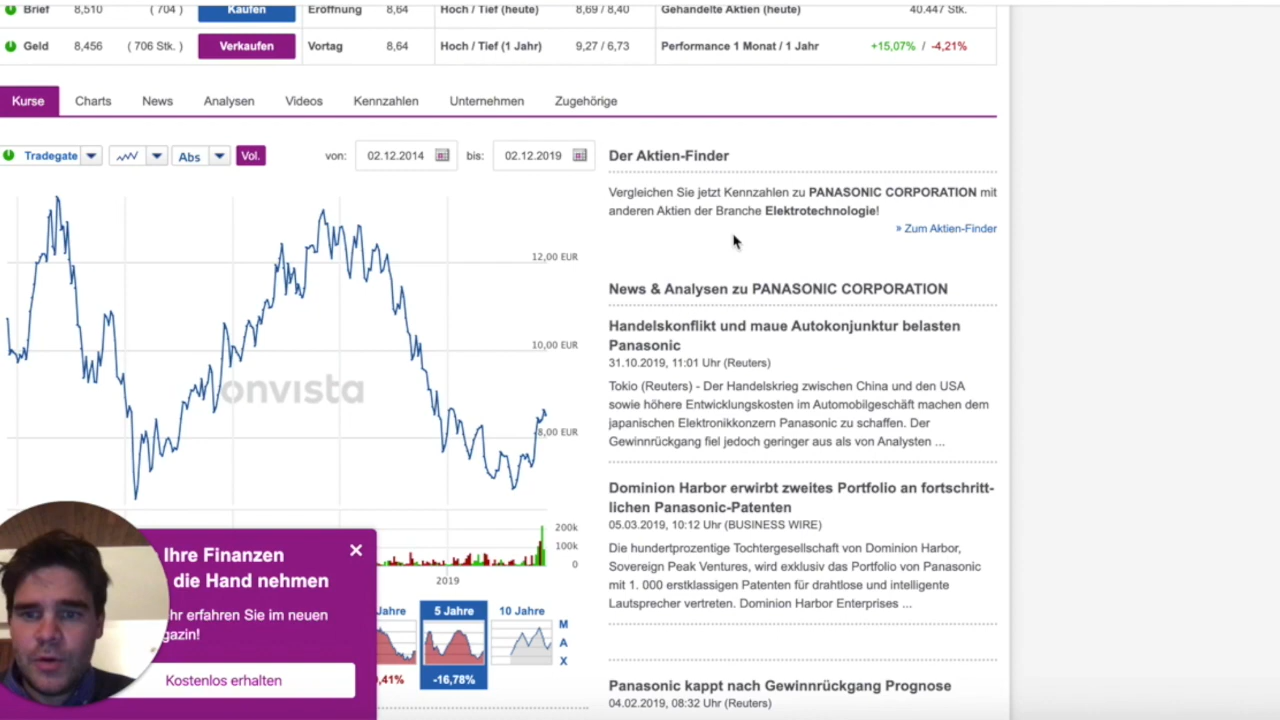 Brief 8,510 ( 704 ) Kaufen Eröffnung 8,64 Hoch / Tief (heute) 8,69 / 8,40 Gehandelte Aktien (heute) 40.447 Stk.
Geld 8,456 ( 706 Stk. ) Verkaufen Vortag 8,64 Hoch / Tief (1 Jahr) 9,27 / 6,73 Performance 1 Monat / 1 Jahr +15,07% / -4,21%
Kurse Charts News Analysen Videos Kennzahlen Unternehmen Zugehörige
Tradegate Abs Vol. von: 02.12.2014 bis: 02.12.2019
12,00 EUR
10,00 EUR
onvista
8,00 EUR
200k
100k
0
2019
Jahre 5 Jahre 10 Jahre
M
A
X
,41% -16,78%
Ihre Finanzen
die Hand nehmen
hr erfahren Sie im neuen
gazin!
Kostenlos erhalten
Der Aktien-Finder
Vergleichen Sie jetzt Kennzahlen zu PANASONIC CORPORATION mit
anderen Aktien der Branche Elektrotechnologie!
» Zum Aktien-Finder
News & Analysen zu PANASONIC CORPORATION
Handelskonflikt und maue Autokonjunktur belasten
Panasonic
31.10.2019, 11:01 Uhr (Reuters)
Tokio (Reuters) - Der Handelskrieg zwischen China und den USA
sowie höhere Entwicklungskosten im Automobilgeschäft machen dem
japanischen Elektronikkonzern Panasonic zu schaffen. Der
Gewinnrückgang fiel jedoch geringer aus als von Analysten ...
Dominion Harbor erwirbt zweites Portfolio an fortschritt-
lichen Panasonic-Patenten
05.03.2019, 10:12 Uhr (BUSINESS WIRE)
Die hundertprozentige Tochtergesellschaft von Dominion Harbor,
Sovereign Peak Ventures, wird exklusiv das Portfolio von Panasonic
mit 1. 000 erstklassigen Patenten für drahtlose und intelligente
Lautsprecher vertreten. Dominion Harbor Enterprises ...
Panasonic kappt nach Gewinnrückgang Prognose
04.02.2019, 08:32 Uhr (Reuters)